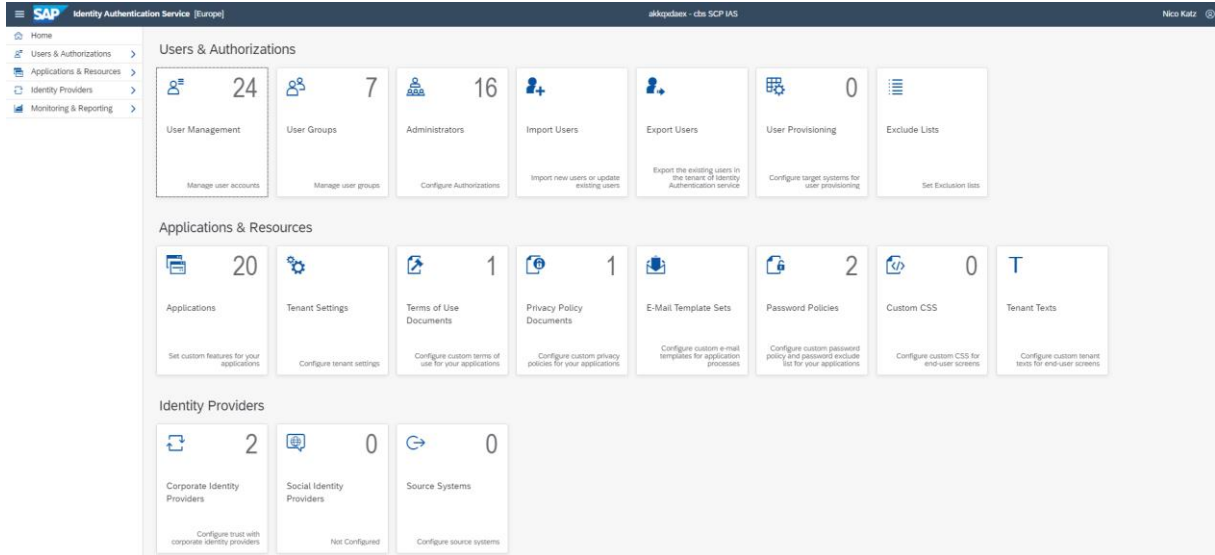 SAP Identity Authentication Service [Europe]
akkqxdaex - cbs SCP IAS
Nico Katz
Home
Users & Authorizations
Applications & Resources
Identity Providers
Monitoring & Reporting
Users & Authorizations
24
User Management
Manage user accounts
7
User Groups
Manage user groups
16
Administrators
Configure Authorizations
Import Users
Import new users or update
existing users
Export Users
Export the existing users in
the tenant of Identity
Authentication service
0
User Provisioning
Configure target systems for
user provisioning
Exclude Lists
Set Exclusion lists
Applications & Resources
20
Applications
Set custom features for your
applications
Tenant Settings
Configure tenant settings
1
Terms of Use
Documents
Configure custom terms of
use for your applications
1
Privacy Policy
Documents
Configure custom privacy
policies for your applications
E-Mail Template Sets
Configure custom e-mail
templates for application
processes
2
Password Policies
Configure custom password
policy and password exclude
list for your applications
0
Custom CSS
Configure custom CSS for
end-user screens
T
Tenant Texts
Configure custom tenant
texts for end-user screens
Identity Providers
2
Corporate Identity
Providers
Configure trust with
corporate identity providers
0
Social Identity
Providers
Not Configured
0
Source Systems
Configure source systems